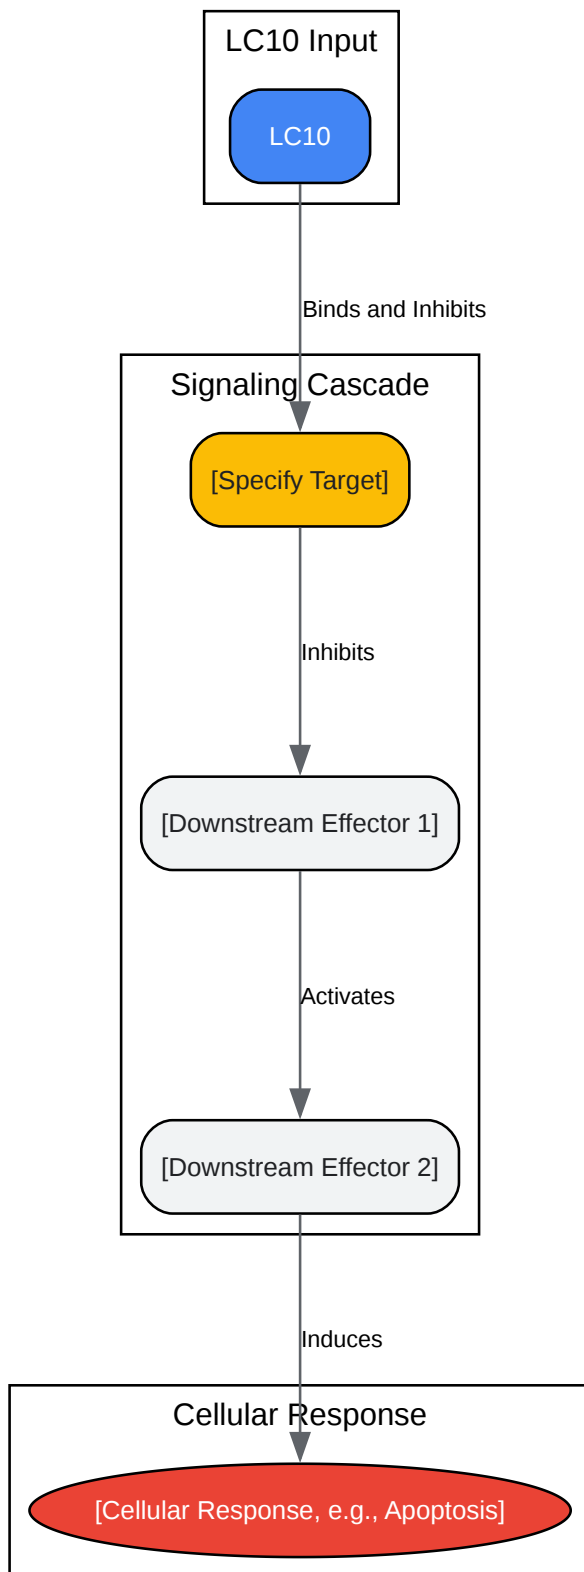 LC10 Input
LC10
Binds and Inhibits
Signaling Cascade
[Specify Target]
Inhibits
[Downstream Effector 1]
Activates
[Downstream Effector 2]
Induces
Cellular Response
[Cellular Response, e.g., Apoptosis]